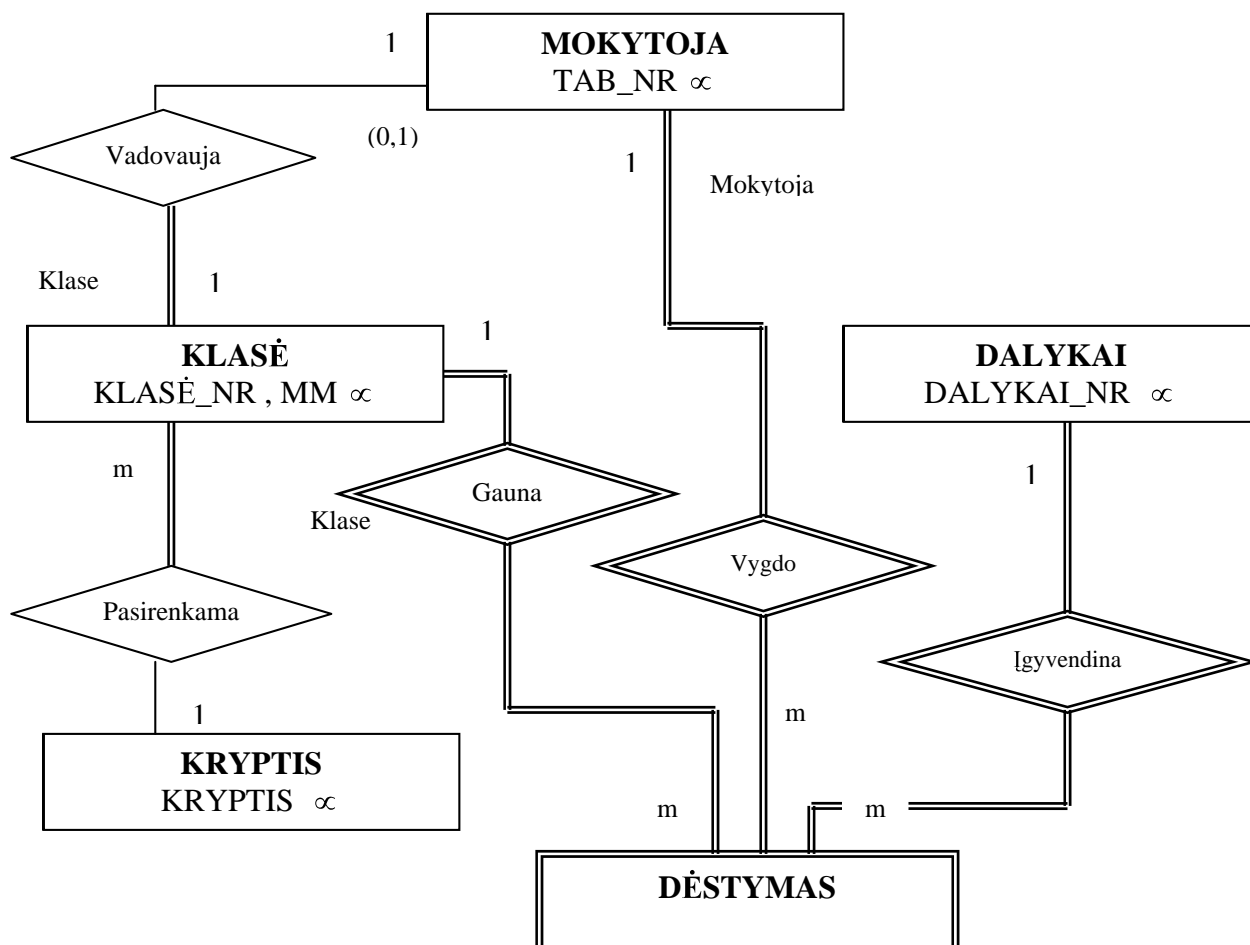 1
MOKYTOJA
TAB_NR ∝
(0,1)
Vadovauja
1
Mokytoja
Klase
1
1
KLASĖ
KLASĖ_NR , MM ∝
DALYKAI
DALYKAI_NR ∝
m
1
Gauna
Klase
Vygdo
Pasirenkama
Įgyvendina
1
m
KRYPTIS
KRYPTIS ∝
m
m
DĖSTYMAS